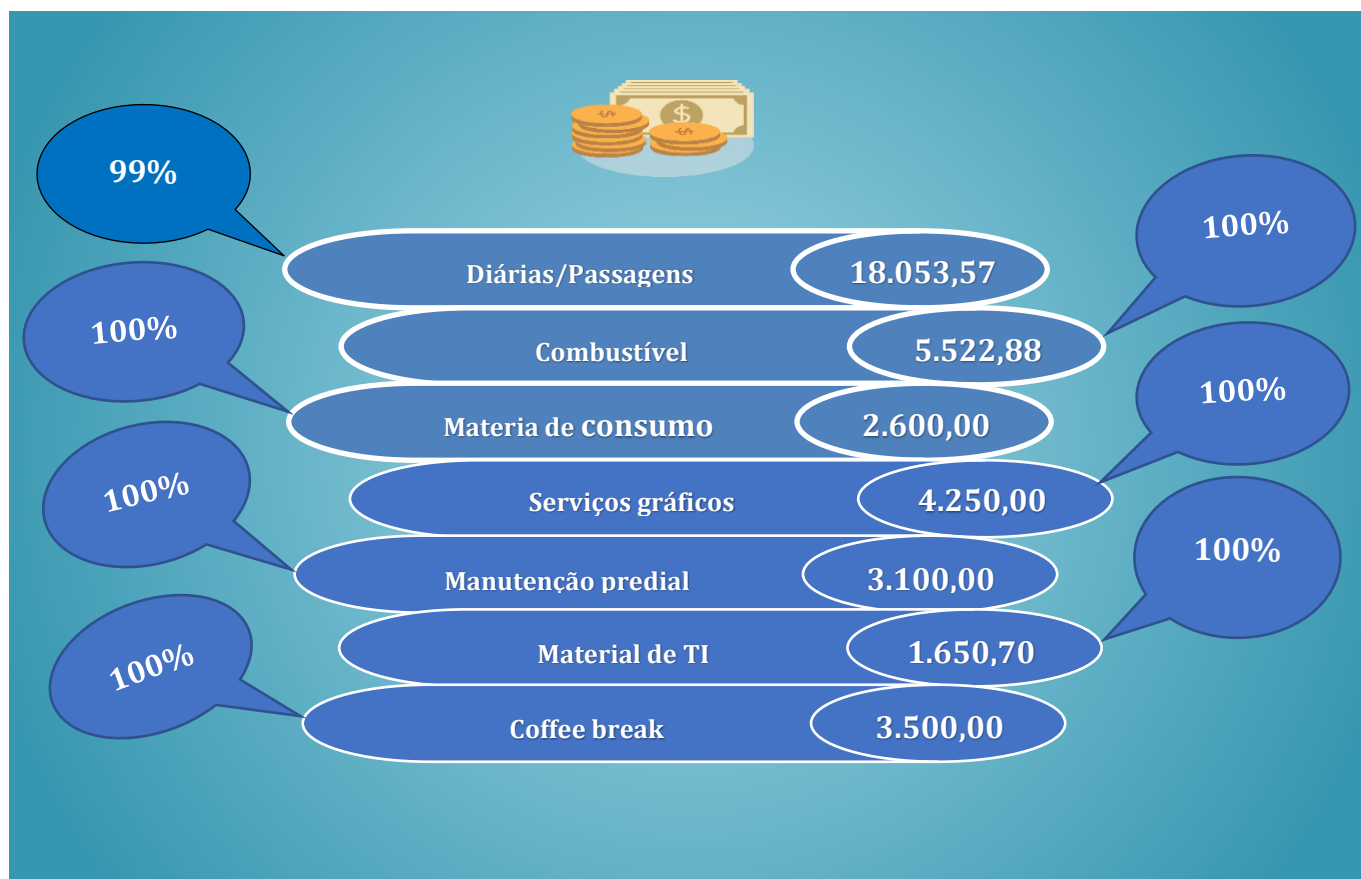 99%
Diárias/Passagens 18.053,57
100%
Combustível 5.522,88
100%
Materia de consumo 2.600,00
100%
Serviços gráficos 4.250,00
100%
Manutenção predial 3.100,00
100%
Material de TI 1.650,70
100%
Coffee break 3.500,00